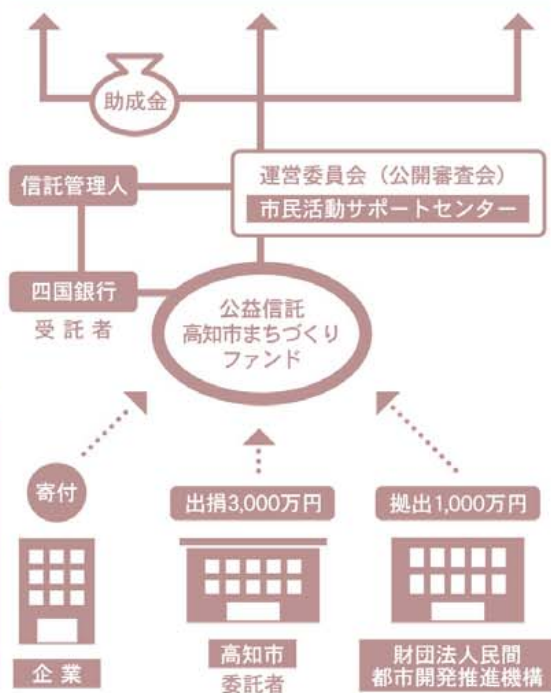 助成金
信託管理人
運営委員会（公開審査会）
市民活動サポートセンター
四国銀行
受託者
公益信託
高知市まちづくり
ファンド
寄付
出捐3,000万円
拠出1,000万円
企業
高知市
委託者
財団法人民間
都市開発推進機構